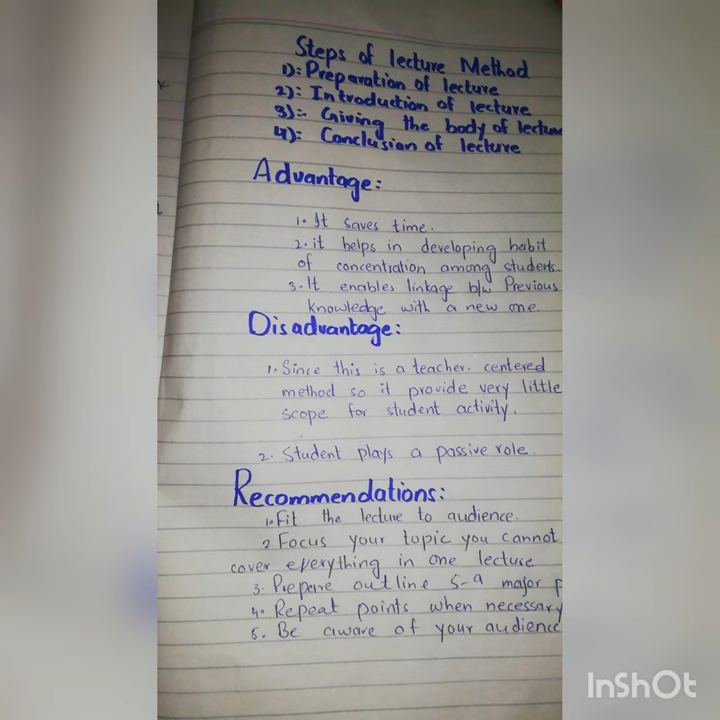 Steps of lecture Method
1): Preparation of lecture
2): Introduction of lecture
3):- Giving the body of lecture
4): Conclusion of lecture
Advantage:
1. It saves time.
2. it helps in developing habit
of concentration among students.
3. It enables linkage b/w Previous
knowledge with a new one.
Disadvantage:
1. Since this is a teacher. centered
method so it provide very little
scope for student activity.
2. Student plays a passive role.
Recommendations:
1. Fit the lecture to audience.
2 Focus your topic you cannot
cover everything in one lecture
3. Prepare outline 5-9 major
4. Repeat points when necessary
5. Be aware of your audience
InShOt